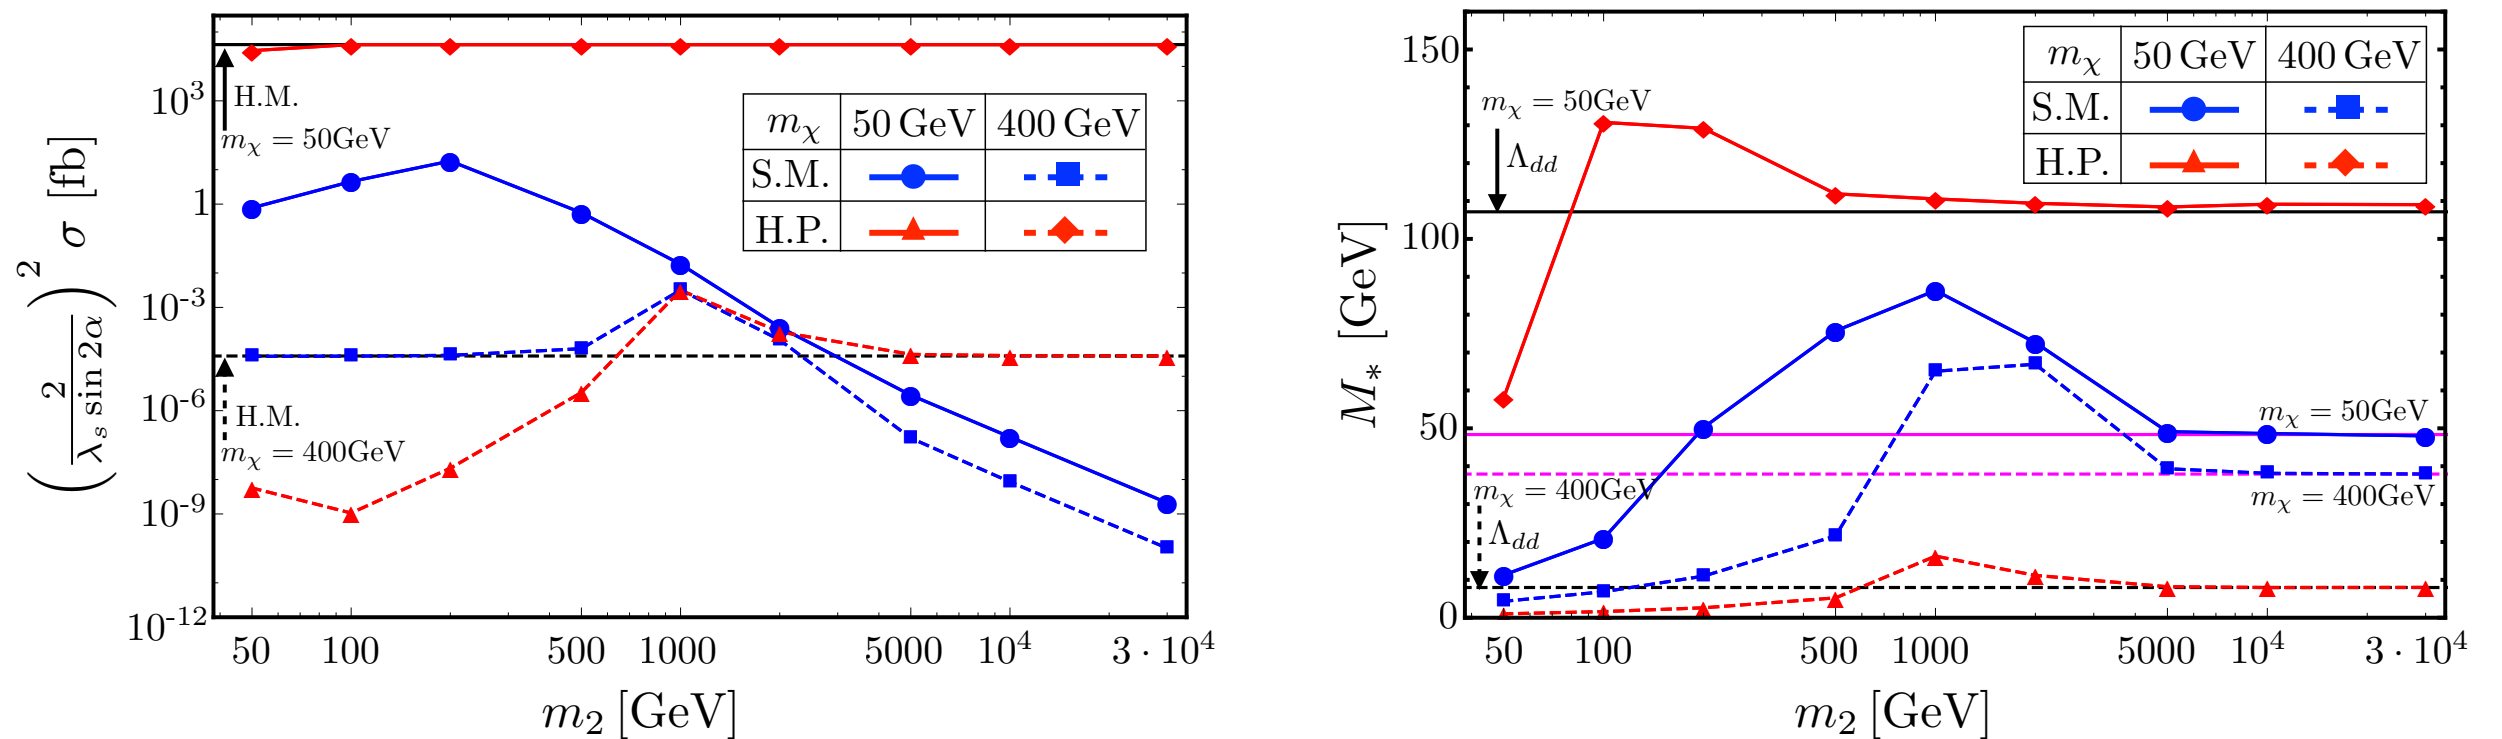 (2 / λ_s sin 2α)^2 σ [fb]
10^3
1
10^-3
10^-6
10^-9
10^-12
H.M.
m_χ = 50GeV
H.M.
m_χ = 400GeV
m_χ 50 GeV 400 GeV
S.M.
H.P.
50 100 500 1000 5000 10^4 3·10^4
m_2 [GeV]
M_* [GeV]
150
100
50
0
m_χ = 50GeV
Λ_dd
m_χ 50 GeV 400 GeV
S.M.
H.P.
m_χ = 50GeV
m_χ = 400GeV
m_χ = 400GeV
Λ_dd
50 100 500 1000 5000 10^4 3·10^4
m_2 [GeV]